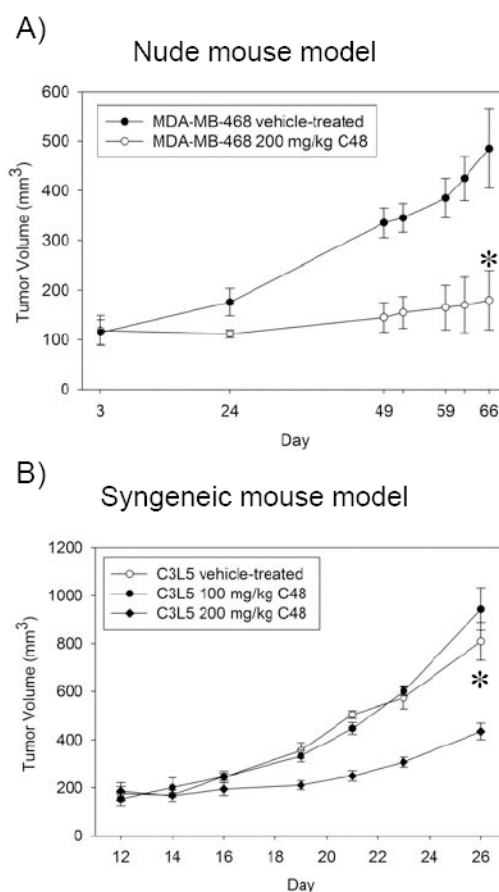 A)
Nude mouse model
600
500
400
300
200
100
0
Tumor Volume (mm3)
MDA-MB-468 vehicle-treated
MDA-MB-468 200 mg/kg C48
*
3 24 49 59 66
Day
B)
Syngeneic mouse model
1200
1000
800
600
400
200
0
Tumor Volume (mm3)
C3L5 vehicle-treated
C3L5 100 mg/kg C48
C3L5 200 mg/kg C48
*
12 14 16 18 20 22 24 26
Day